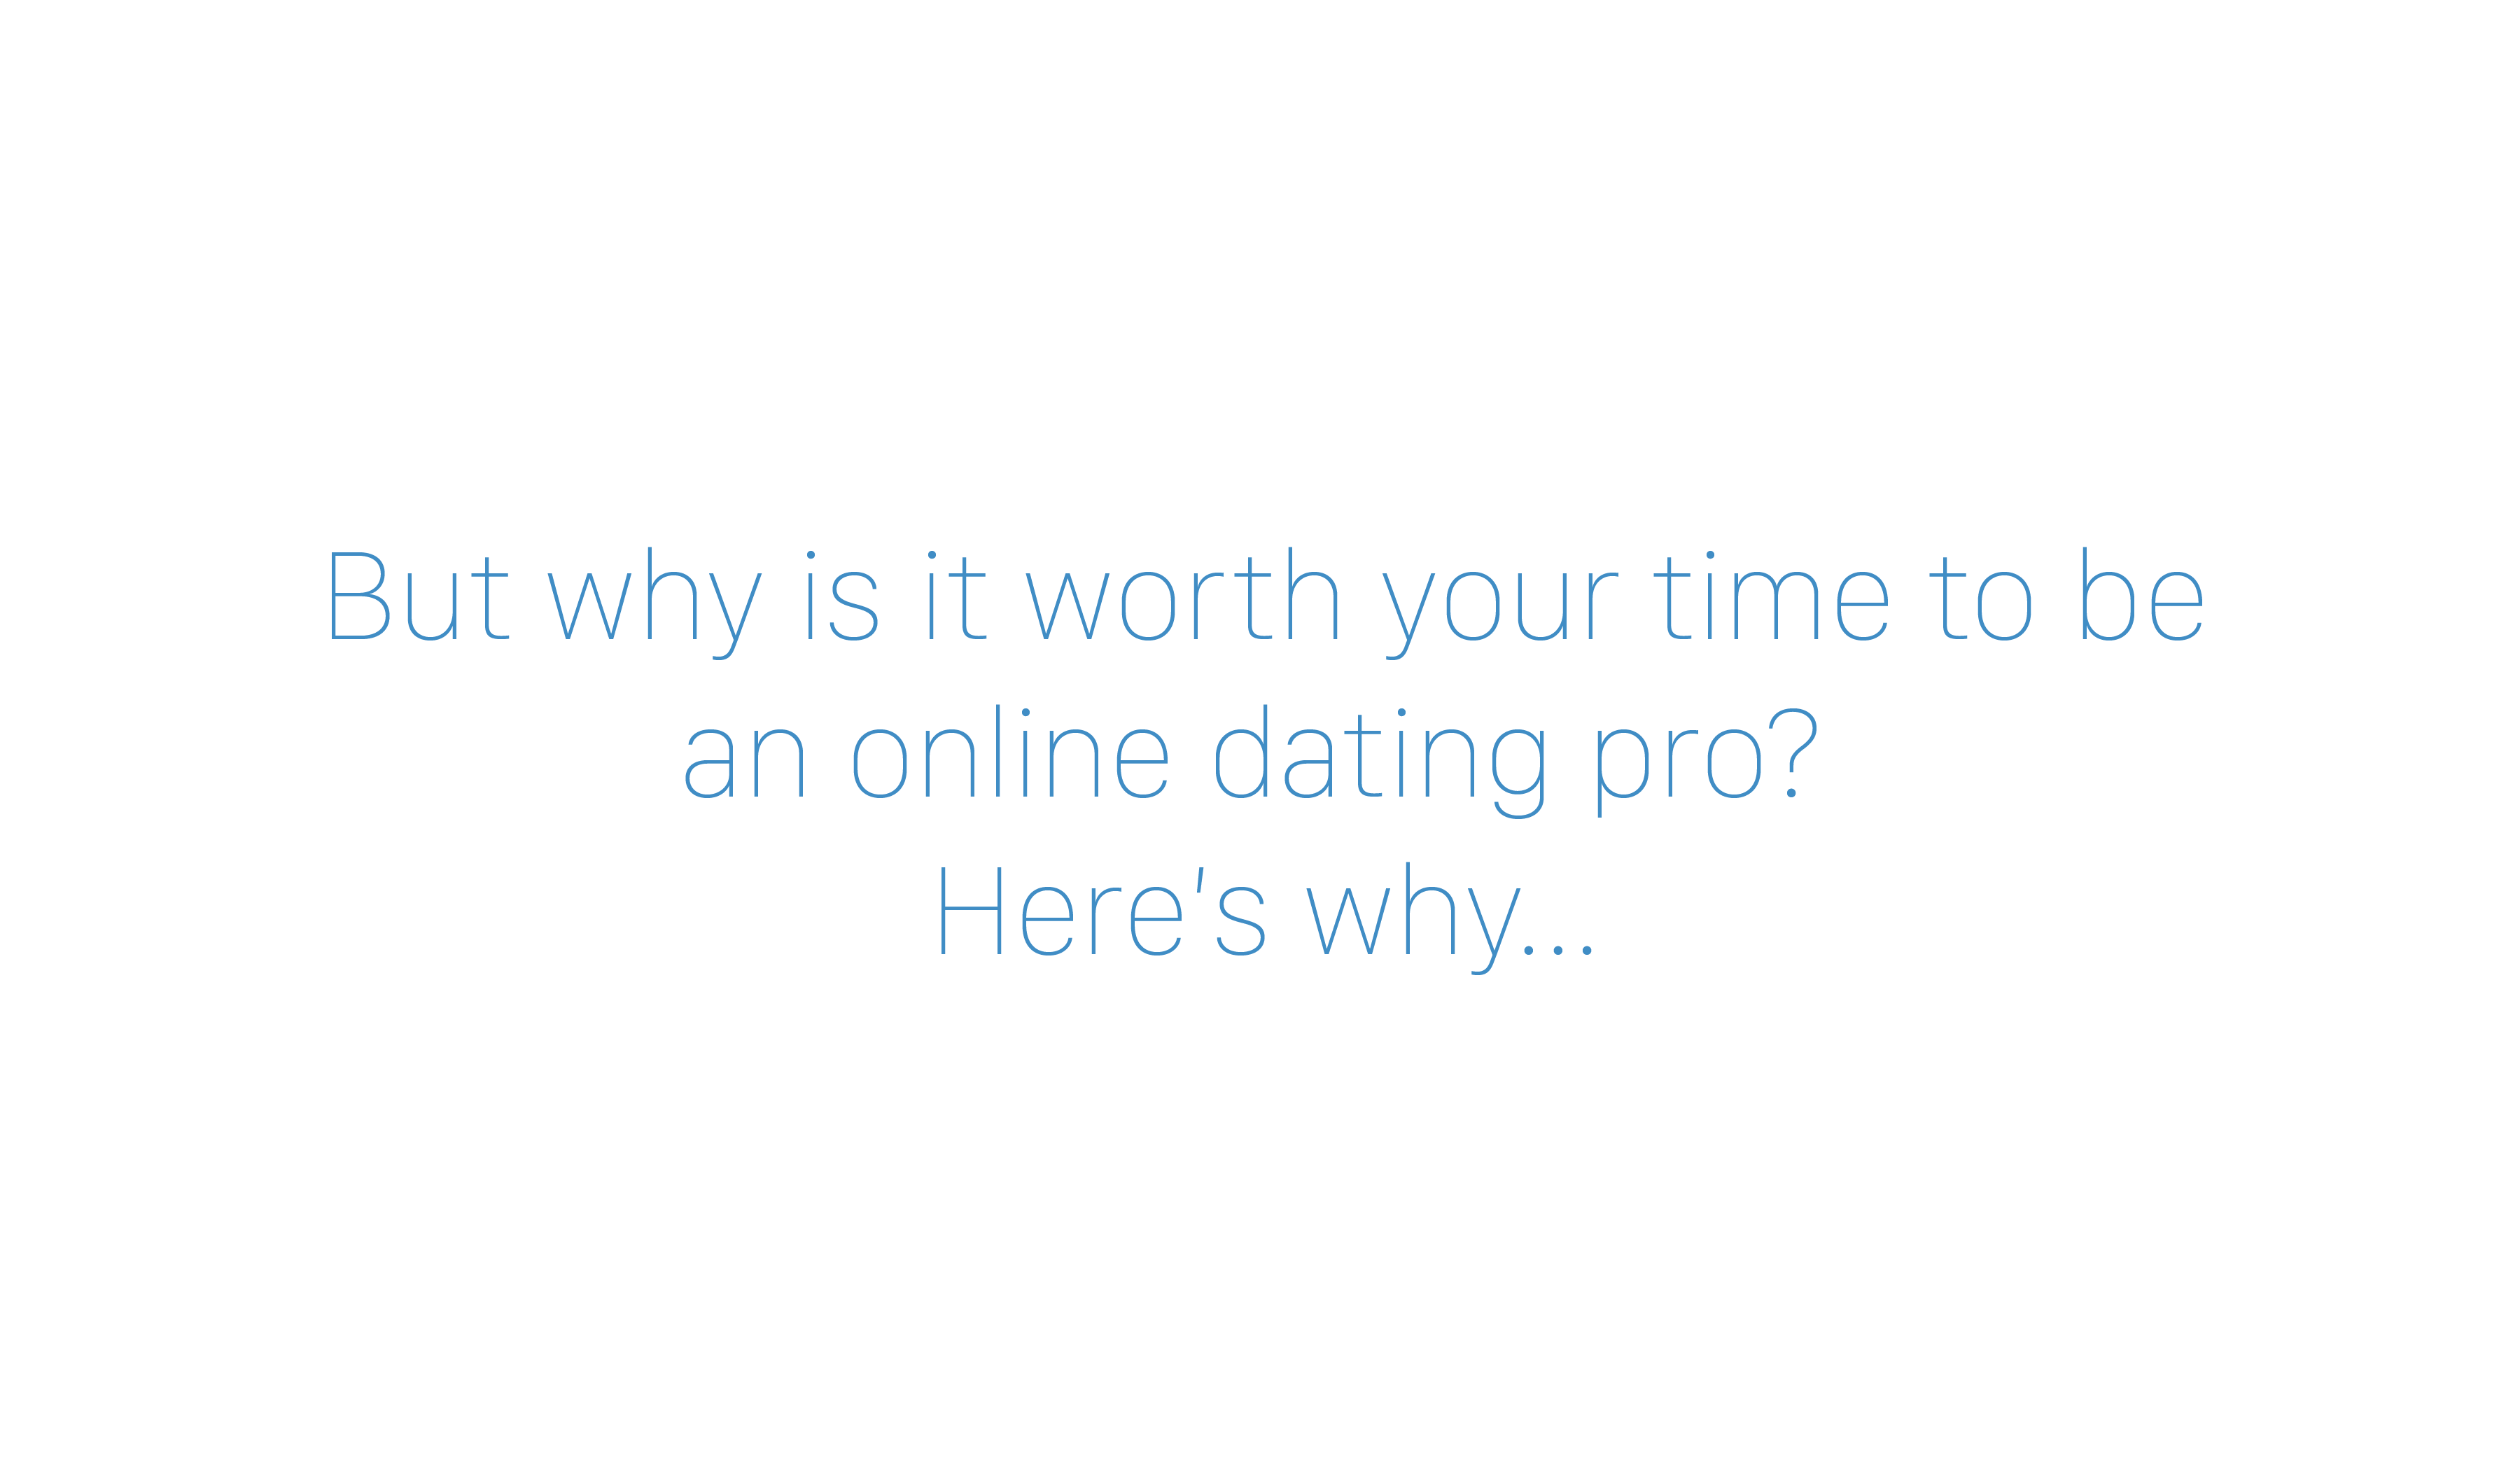 But why is it worth your time to be
an online dating pro?
Here's why...